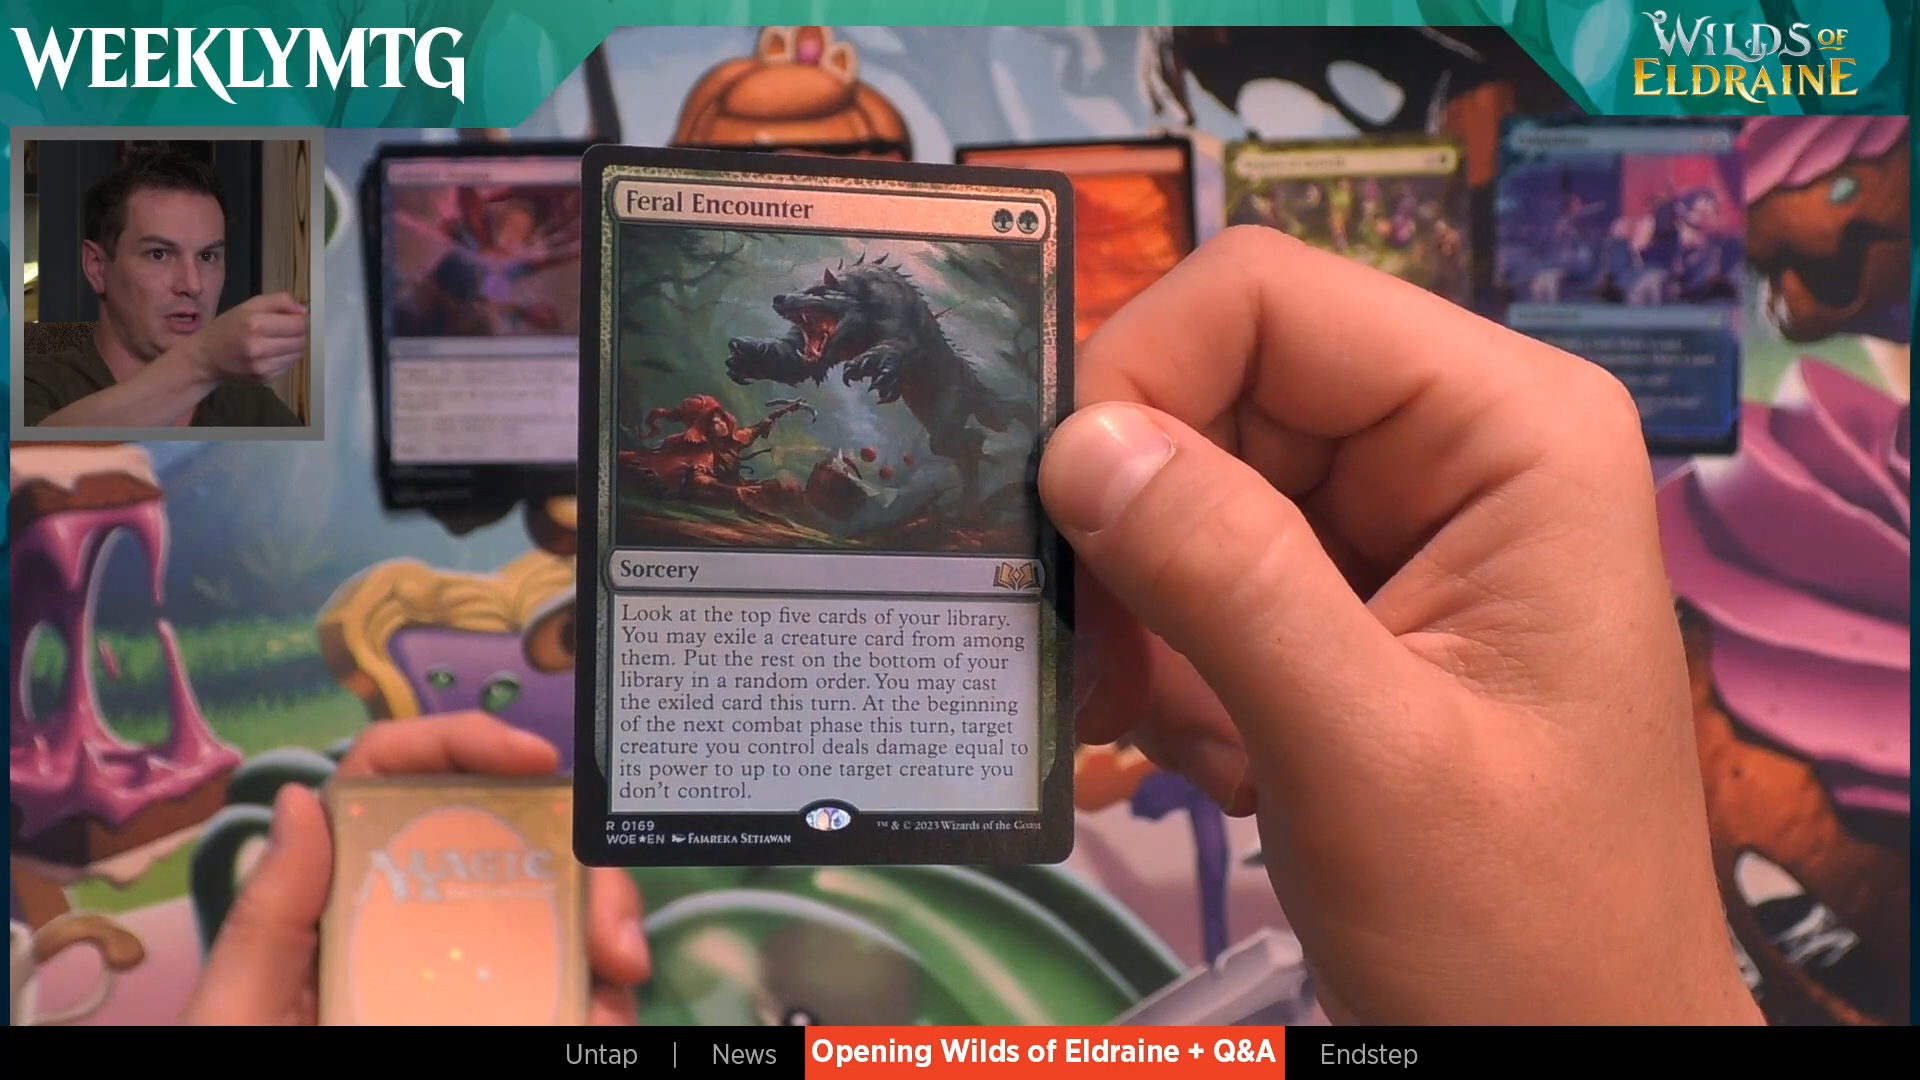 WEEKLYMTG
WILDS OF
ELDRAINE
Feral Encounter
Sorcery
Look at the top five cards of your library.
You may exile a creature card from among
them. Put the rest on the bottom of your
library in a random order. You may cast
the exiled card this turn. At the beginning
of the next combat phase this turn, target
creature you control deals damage equal to
its power to up to one target creature you
don't control.
R 0169
WOE★EN FAJAREKA SETIAWAN
™ & © 2023 Wizards of the Coast
MAGIC
Untap | News Opening Wilds of Eldraine + Q&A Endstep